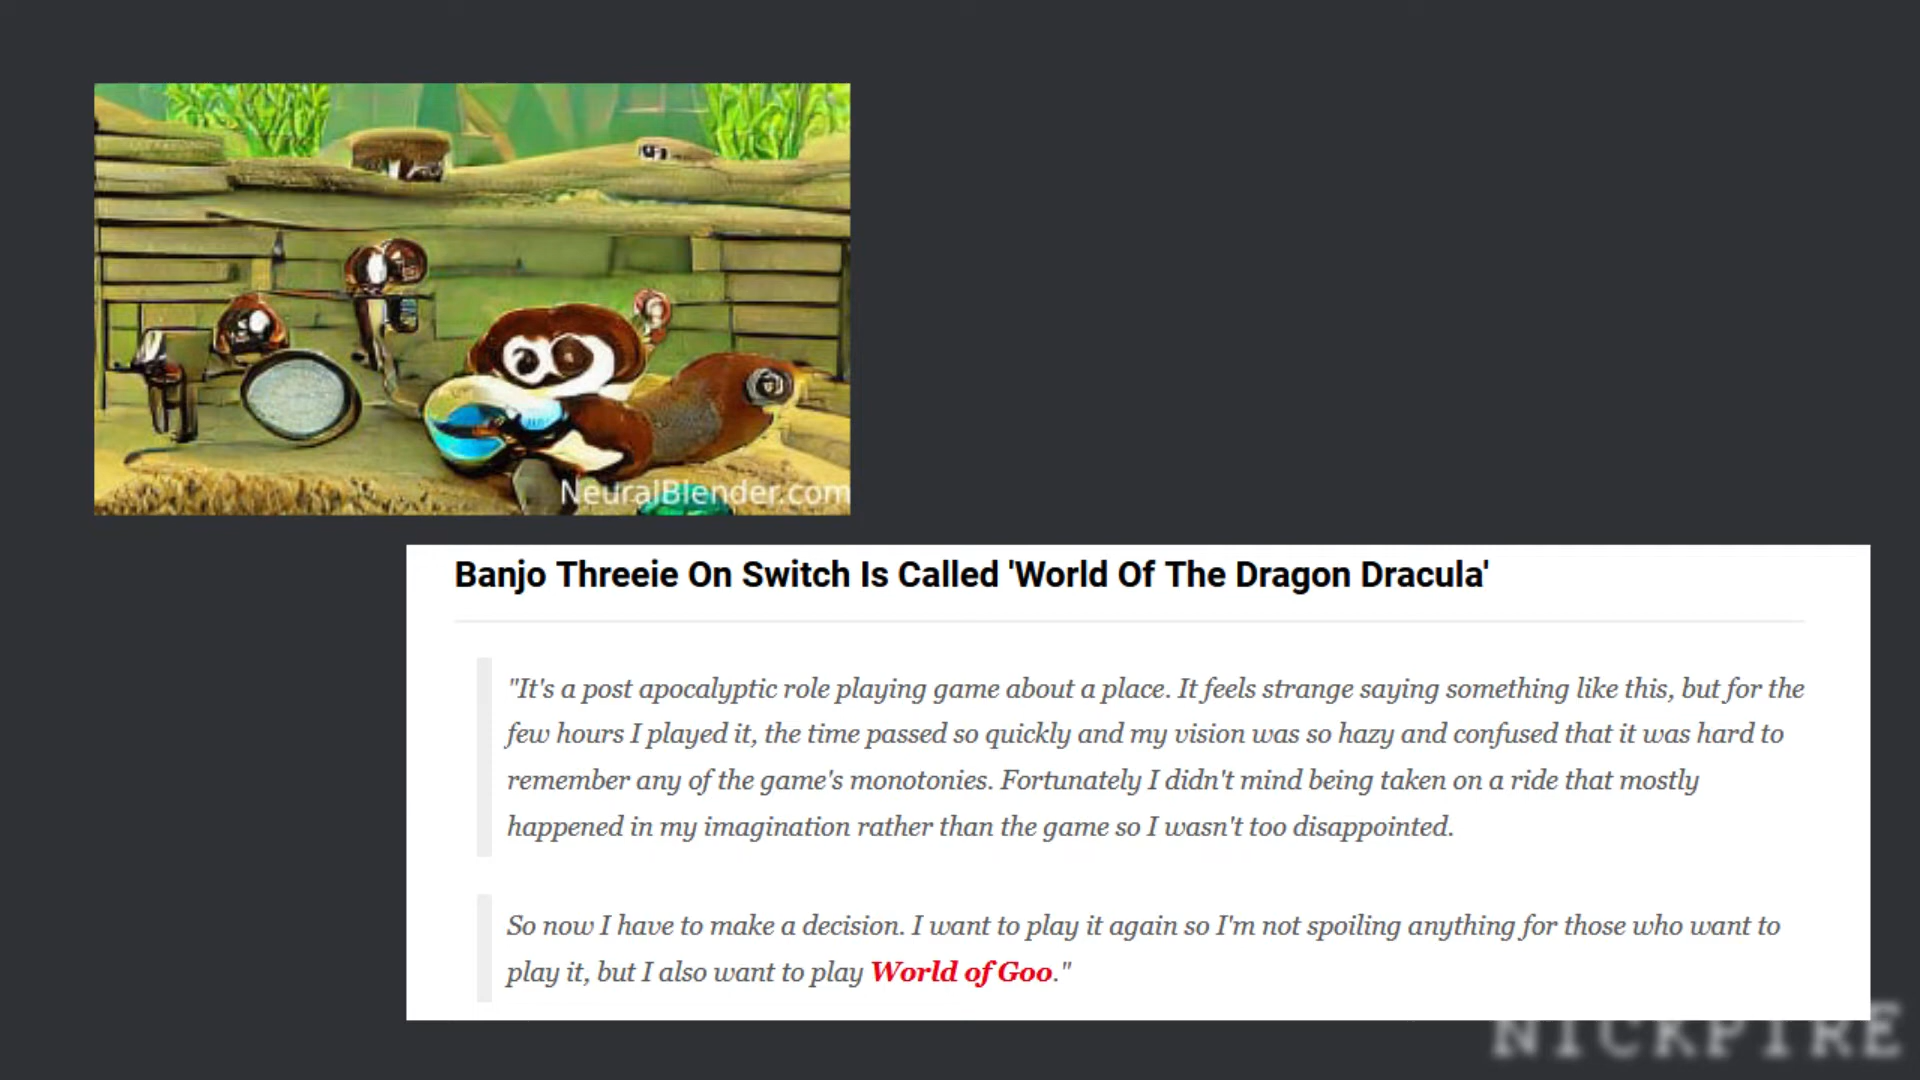 NeuralBlender.com
Banjo Threeie On Switch Is Called 'World Of The Dragon Dracula'
"It's a post apocalyptic role playing game about a place. It feels strange saying something like this, but for the
few hours I played it, the time passed so quickly and my vision was so hazy and confused that it was hard to
remember any of the game's monotonies. Fortunately I didn't mind being taken on a ride that mostly
happened in my imagination rather than the game so I wasn't too disappointed.
So now I have to make a decision. I want to play it again so I'm not spoiling anything for those who want to
play it, but I also want to play World of Goo."
NICKPIRE